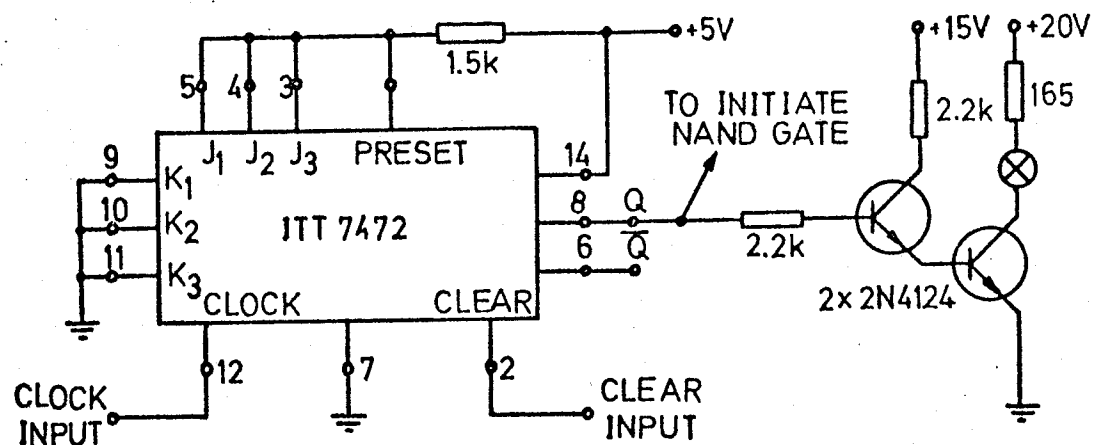 +5V
+15V
+20V
1.5k
5
4
3
2.2k
165
TO INITIATE
NAND GATE
J1 J2 J3 PRESET
14
9
K1
10
K2
11
K3
ITT 7472
8
Q
6
Q̅
2.2k
2x 2N4124
CLOCK
CLEAR
12
7
2
CLOCK
INPUT
CLEAR
INPUT